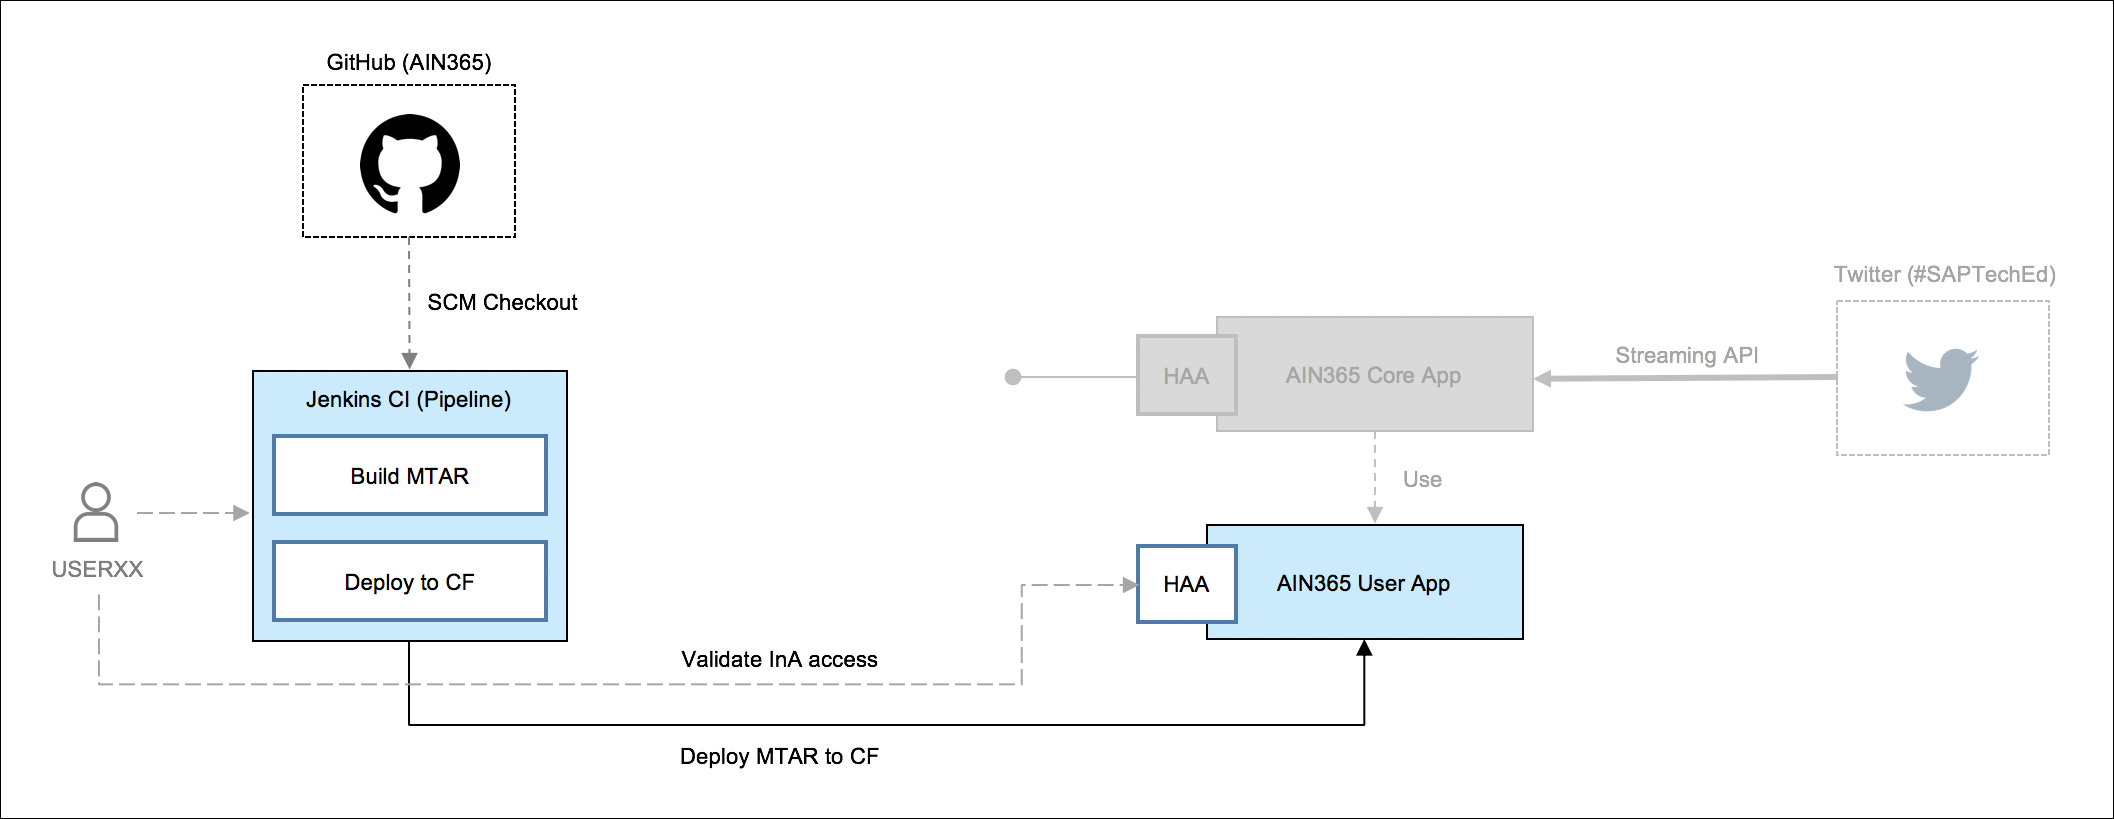 GitHub (AIN365)
SCM Checkout
Jenkins CI (Pipeline)
Build MTAR
Deploy to CF
USERXX
Validate InA access
Deploy MTAR to CF
HAA
AIN365 Core App
Streaming API
Twitter (#SAPTechEd)
Use
HAA
AIN365 User App